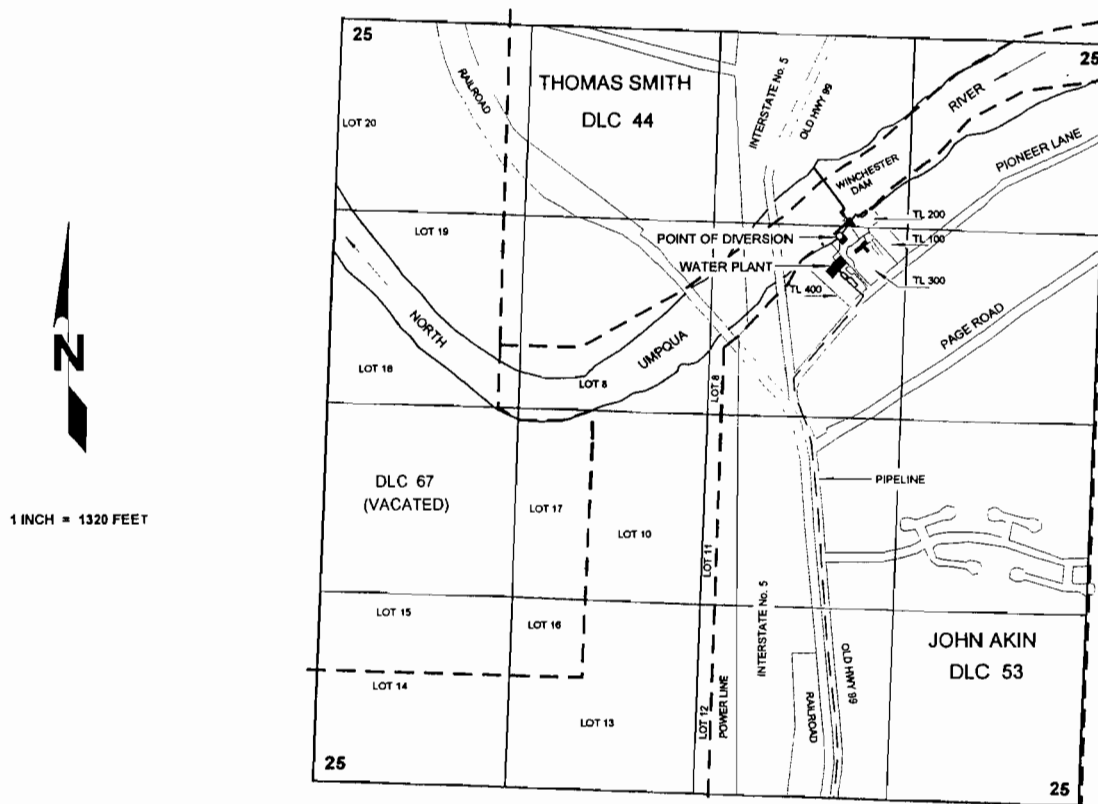 25
25
THOMAS SMITH
DLC 44
RAILROAD
INTERSTATE No. 5
OLD HWY 99
RIVER
LOT 20
WINCHESTER
DAM
PIONEER LANE
TL 200
LOT 19
POINT OF DIVERSION
TL 100
WATER PLANT
TL 300
TL 400
NORTH
UMPQUA
PAGE ROAD
N
LOT 18
LOT 8
LOT 8
DLC 67
(VACATED)
PIPELINE
1 INCH = 1320 FEET
LOT 17
LOT 10
LOT 11
LOT 15
LOT 16
INTERSTATE No. 5
JOHN AKIN
DLC 53
OLD HWY 99
LOT 14
LOT 13
LOT 12
POWER LINE
RAILROAD
25
25